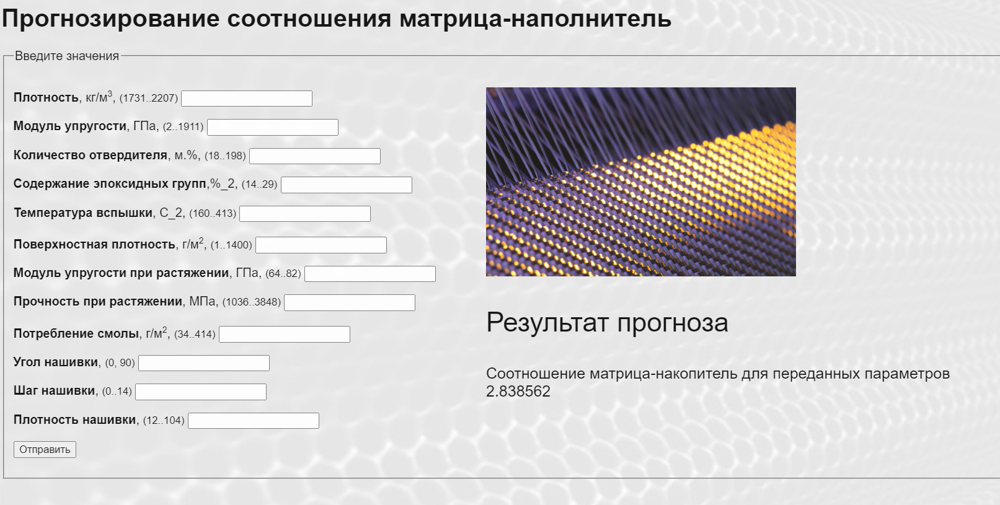 Прогнозирование соотношения матрица-наполнитель
Введите значения
Плотность, кг/м³, (1731..2207)
Модуль упругости, ГПа, (2..1911)
Количество отвердителя, м.%, (18..198)
Содержание эпоксидных групп,%_2, (14..29)
Температура вспышки, С_2, (160..413)
Поверхностная плотность, г/м², (1..1400)
Модуль упругости при растяжении, ГПа, (64..82)
Прочность при растяжении, МПа, (1036..3848)
Потребление смолы, г/м², (34..414)
Угол нашивки, (0, 90)
Шаг нашивки, (0..14)
Плотность нашивки, (12..104)
Отправить
Результат прогноза
Соотношение матрица-накопитель для переданных параметров
2.838562